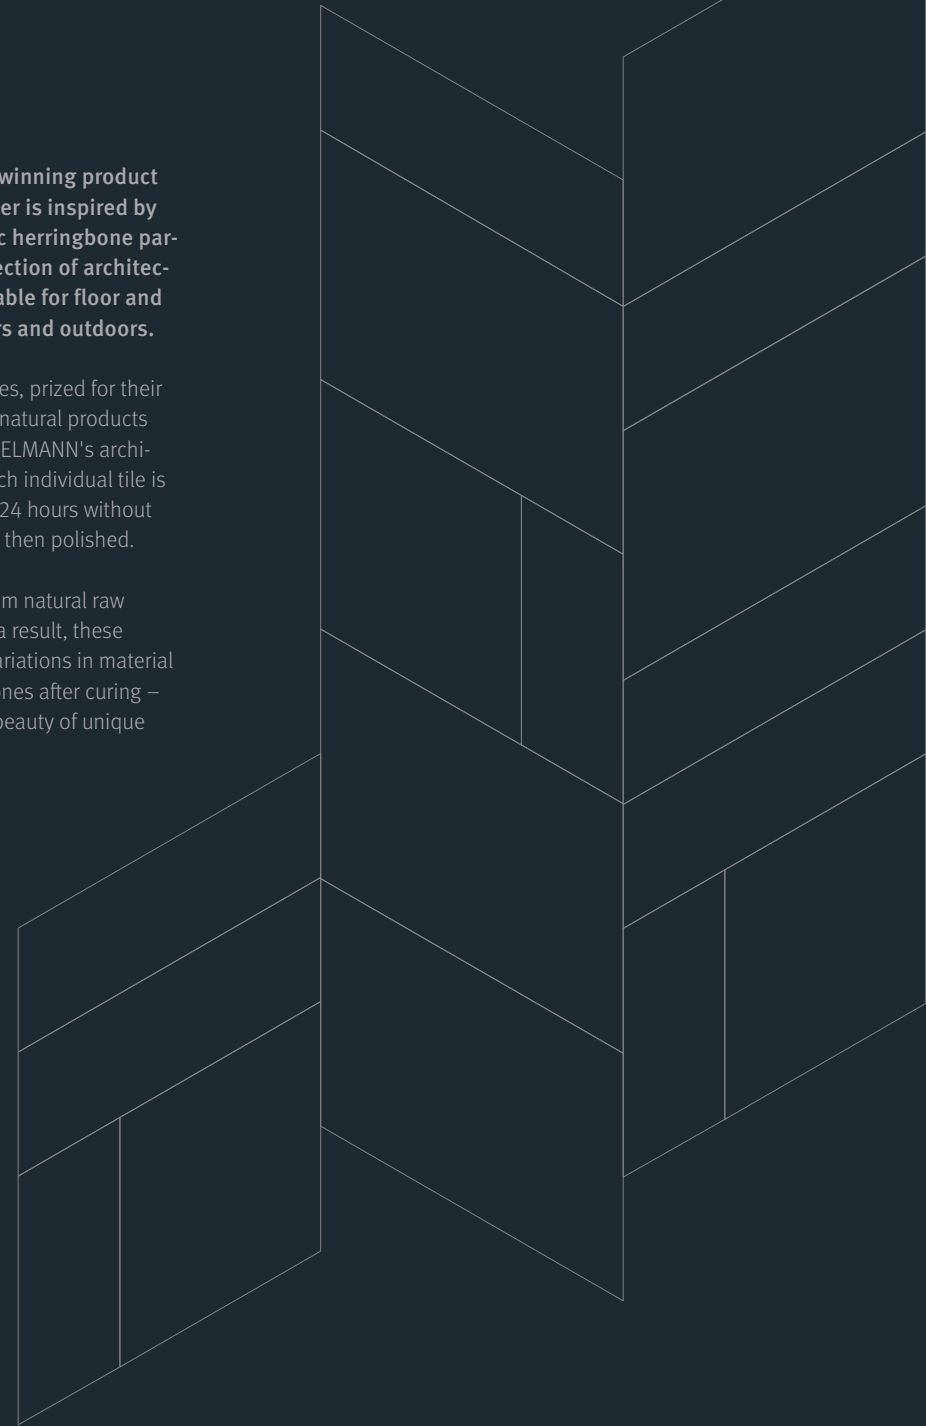 winning product
er is inspired by
c herringbone par-
ection of architec-
able for floor and
rs and outdoors.
es, prized for their
natural products
ELMANN's archi-
ch individual tile is
24 hours without
then polished.
m natural raw
a result, these
ariations in material
ones after curing –
beauty of unique